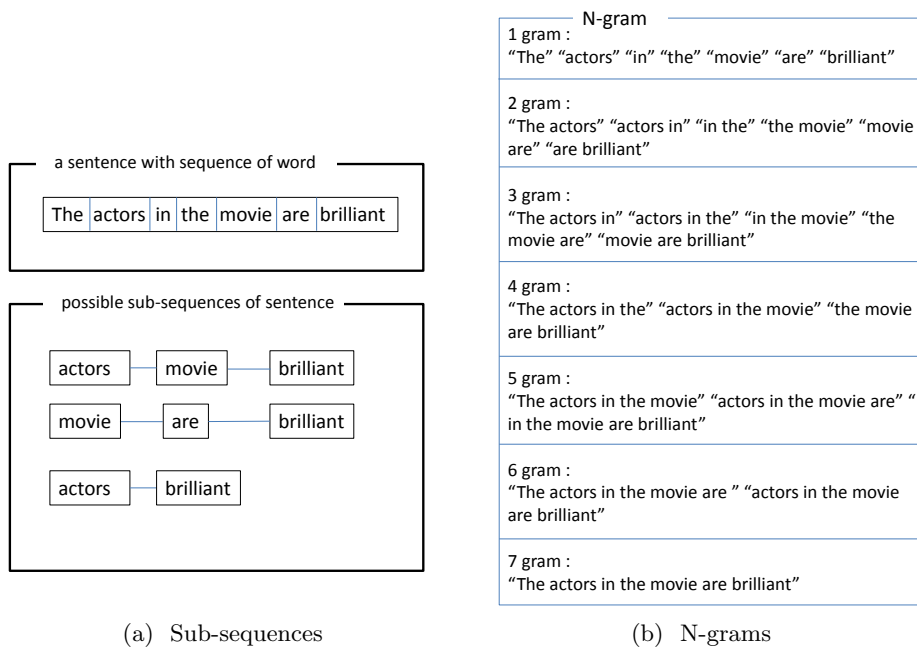 a sentence with sequence of word
The actors in the movie are brilliant
possible sub-sequences of sentence
actors movie brilliant
movie are brilliant
actors brilliant
(a) Sub-sequences
N-gram
1 gram :
“The” “actors” “in” “the” “movie” “are” “brilliant”
2 gram :
“The actors” “actors in” “in the” “the movie” “movie
are” “are brilliant”
3 gram :
“The actors in” “actors in the” “in the movie” “the
movie are” “movie are brilliant”
4 gram :
“The actors in the” “actors in the movie” “the movie
are brilliant”
5 gram :
“The actors in the movie” “actors in the movie are” “
in the movie are brilliant”
6 gram :
“The actors in the movie are ” “actors in the movie
are brilliant”
7 gram :
“The actors in the movie are brilliant”
(b) N-grams